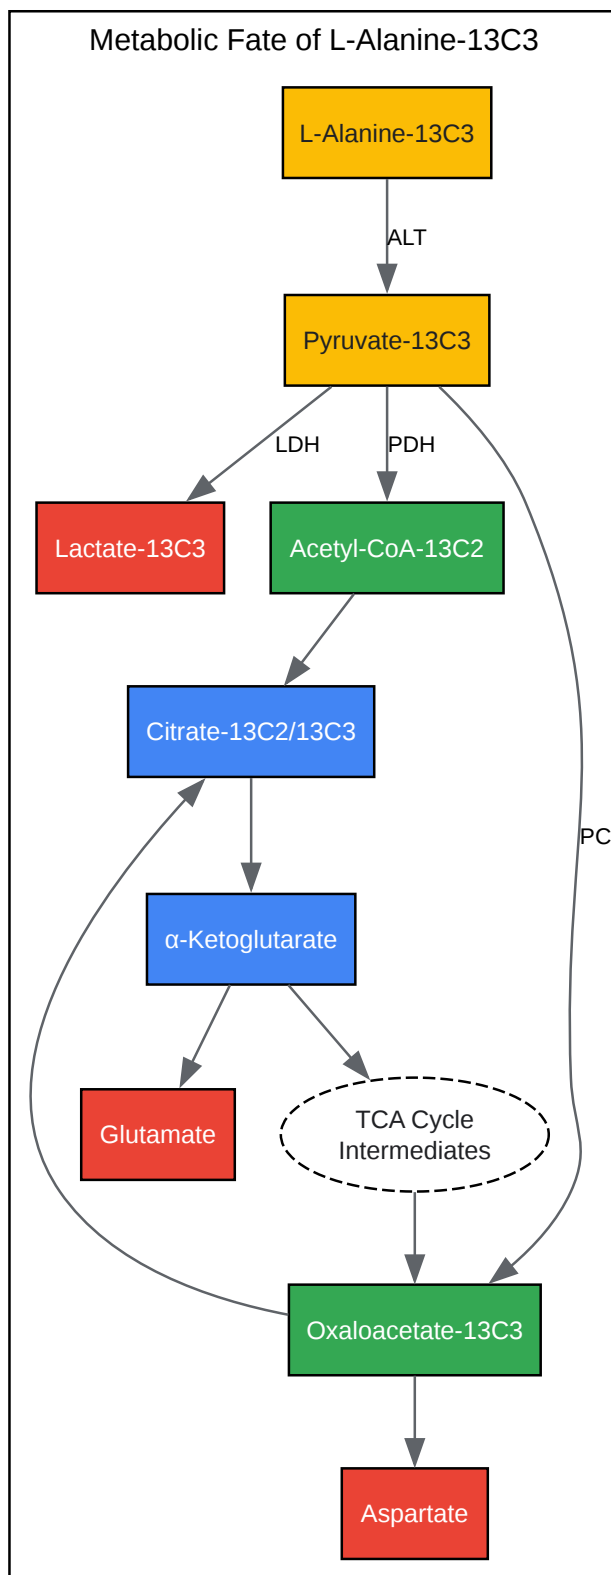 Metabolic Fate of L-Alanine-13C3
L-Alanine-13C3
ALT
Pyruvate-13C3
LDH
PDH
Lactate-13C3
Acetyl-CoA-13C2
Citrate-13C2/13C3
PC
α-Ketoglutarate
Glutamate
TCA Cycle
Intermediates
Oxaloacetate-13C3
Aspartate